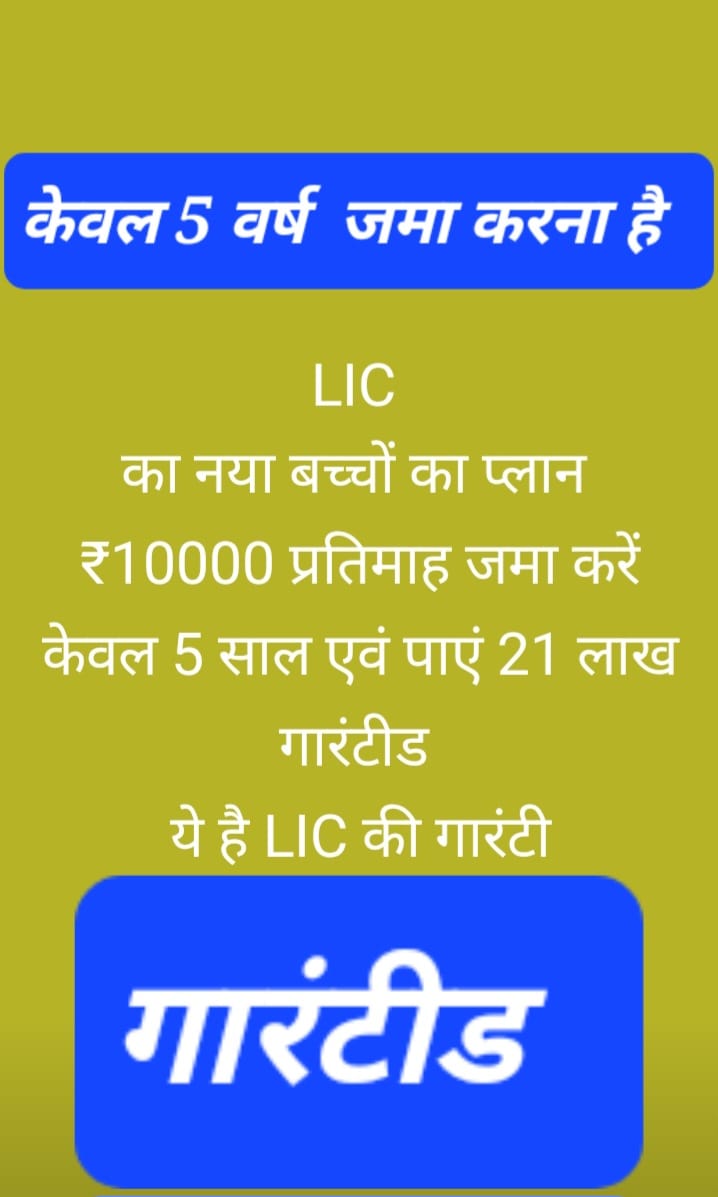 केवल 5 वर्ष जमा करना है
LIC
का नया बच्चों का प्लान
₹10000 प्रतिमाह जमा करें
केवल 5 साल एवं पाएं 21 लाख
गारंटीड
ये है LIC की गारंटी
गारंटीड